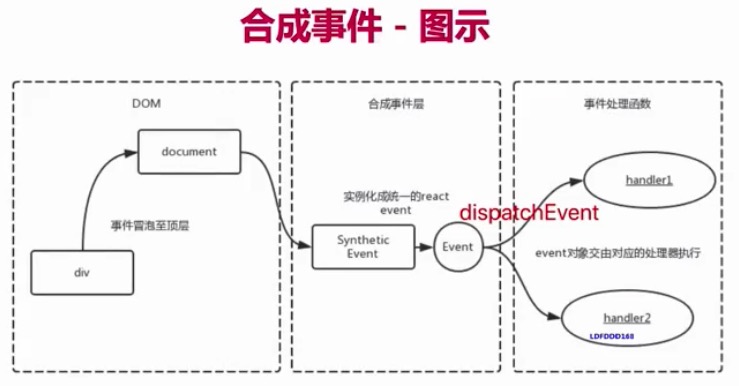 合成事件 - 图示
DOM
合成事件层
事件处理函数
document
实例化成统一的react
event
handler1
dispatchEvent
事件冒泡至顶层
Synthetic
Event
Event
event对象交由对应的处理器执行
div
handler2
LDFDDD168